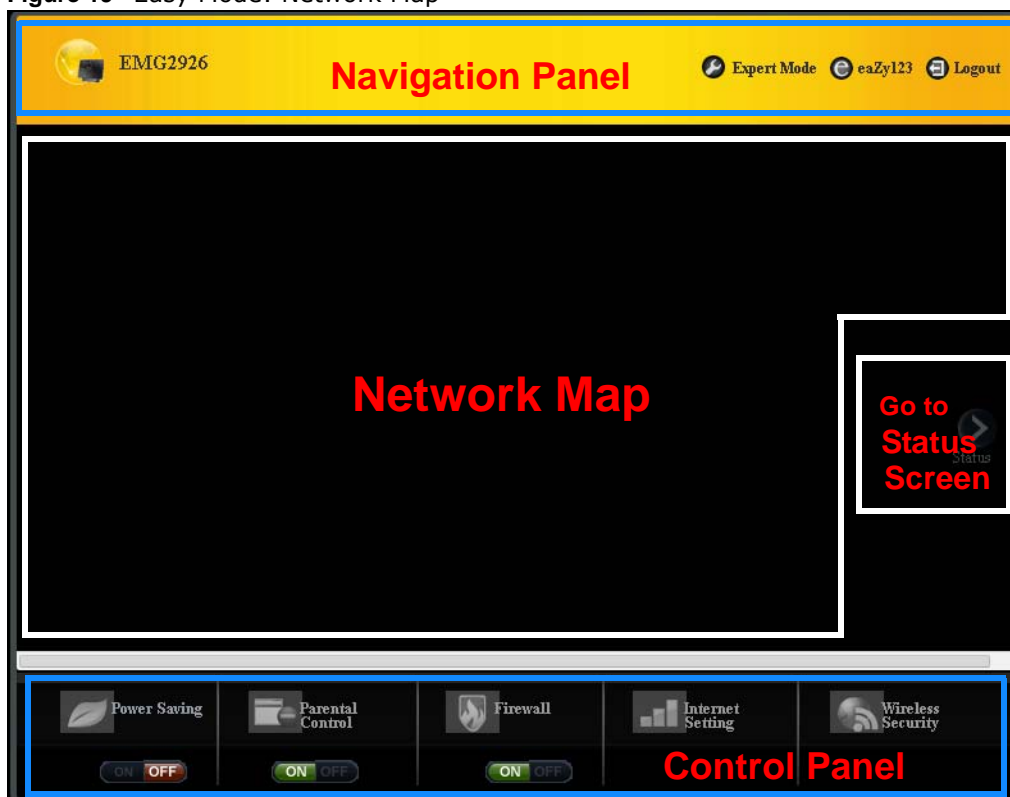 EMG2926
Navigation Panel
Expert Mode eaZy123 Logout
Network Map
Go to
Status
Screen
Status
Power Saving
Parental
Control
Firewall
Internet
Setting
Wireless
Security
ON OFF
ON OFF
ON OFF
Control Panel